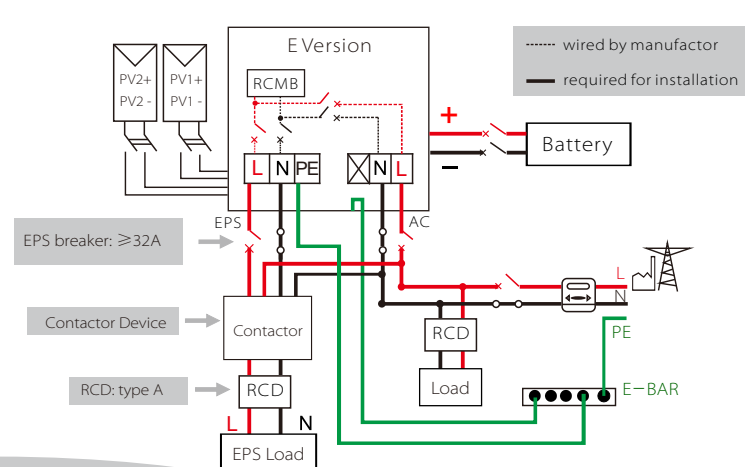 E Version
wired by manufactor
required for installation
PV2+
PV2 -
PV1+
PV1 -
RCMB
+
−
Battery
L
N
PE
N
L
EPS
AC
EPS breaker: ≥32A
Contactor Device
Contactor
RCD: type A
RCD
L
N
EPS Load
RCD
Load
L
N
PE
E−BAR